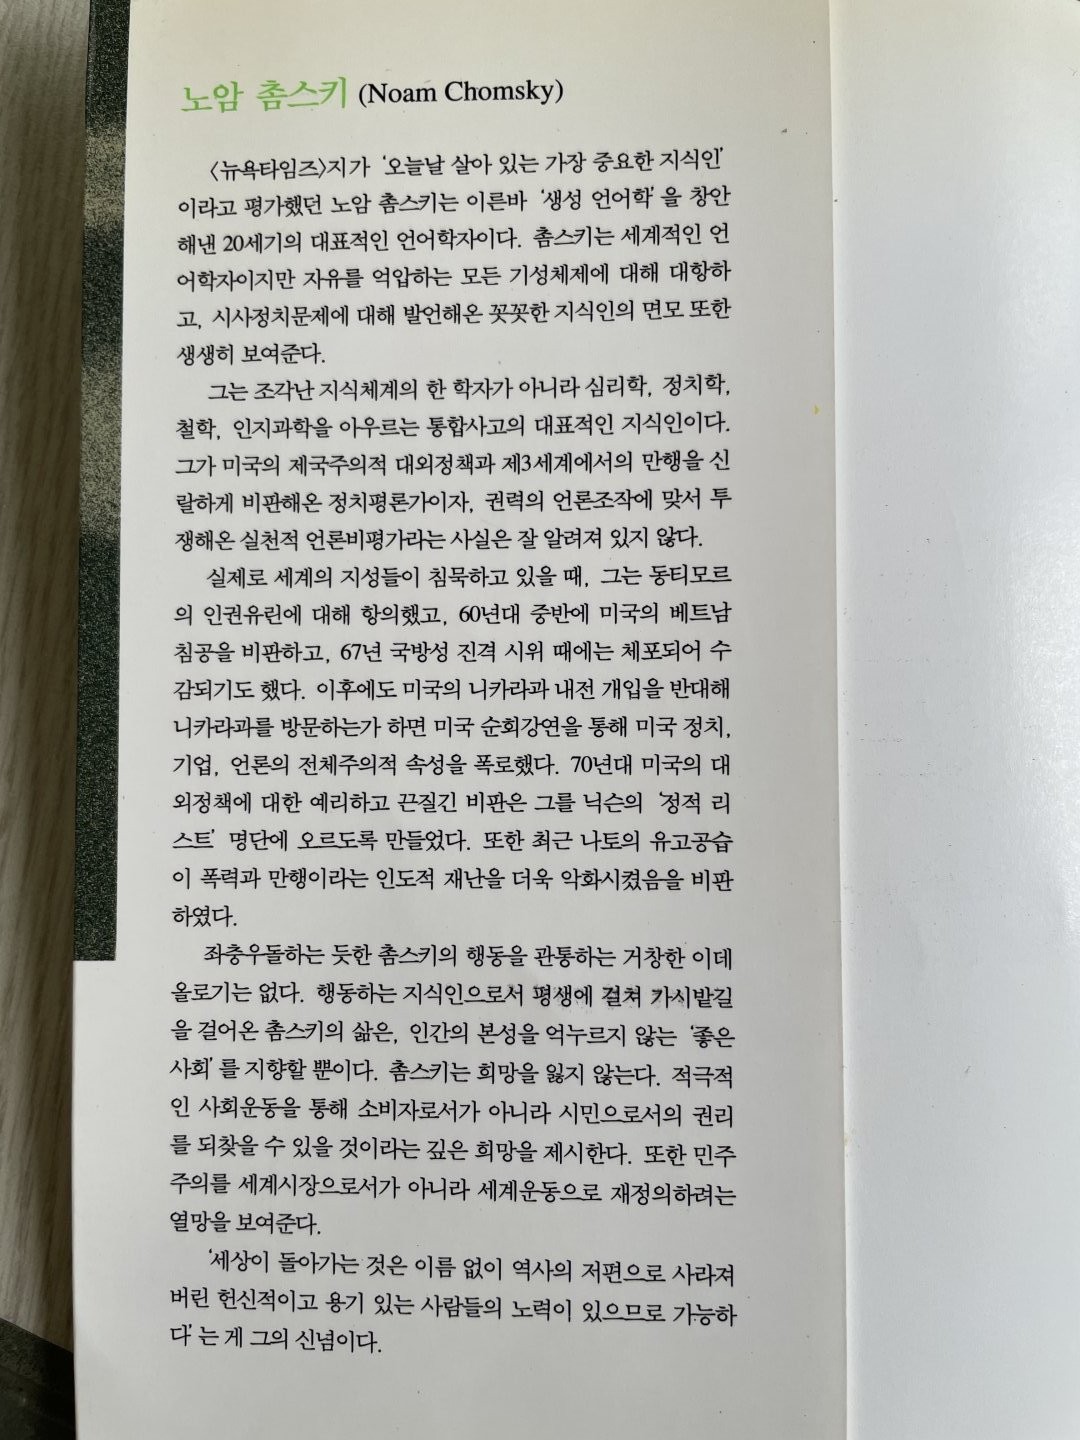 노암 촘스키 (Noam Chomsky)
〈뉴욕타임즈〉지가 '오늘날 살아 있는 가장 중요한 지식인'
이라고 평가했던 노암 촘스키는 이른바 '생성 언어학'을 창안
해낸 20세기의 대표적인 언어학자이다. 촘스키는 세계적인 언
어학자이지만 자유를 억압하는 모든 기성체제에 대해 대항하
고, 시사정치문제에 대해 발언해온 꼿꼿한 지식인의 면모 또한
생생히 보여준다.
그는 조각난 지식체계의 한 학자가 아니라 심리학, 정치학,
철학, 인지과학을 아우르는 통합사고의 대표적인 지식인이다.
그가 미국의 제국주의적 대외정책과 제3세계에서의 만행을 신
랄하게 비판해온 정치평론가이자, 권력의 언론조작에 맞서 투
쟁해온 실천적 언론비평가라는 사실은 잘 알려져 있지 않다.
실제로 세계의 지성들이 침묵하고 있을 때, 그는 동티모르
의 인권유린에 대해 항의했고, 60년대 중반에 미국의 베트남
침공을 비판하고, 67년 국방성 진격 시위 때에는 체포되어 수
감되기도 했다. 이후에도 미국의 니카라과 내전 개입을 반대해
니카라과를 방문하는가 하면 미국 순회강연을 통해 미국 정치,
기업, 언론의 전체주의적 속성을 폭로했다. 70년대 미국의 대
외정책에 대한 예리하고 끈질긴 비판은 그를 닉슨의 '정적 리
스트' 명단에 오르도록 만들었다. 또한 최근 나토의 유고공습
이 폭력과 만행이라는 인도적 재난을 더욱 악화시켰음을 비판
하였다.
좌충우돌하는 듯한 촘스키의 행동을 관통하는 거창한 이데
올로기는 없다. 행동하는 지식인으로서 평생에 걸쳐 가시밭길
을 걸어온 촘스키의 삶은, 인간의 본성을 억누르지 않는 '좋은
사회'를 지향할 뿐이다. 촘스키는 희망을 잃지 않는다. 적극적
인 사회운동을 통해 소비자로서가 아니라 시민으로서의 권리
를 되찾을 수 있을 것이라는 깊은 희망을 제시한다. 또한 민주
주의를 세계시장으로서가 아니라 세계운동으로 재정의하려는
열망을 보여준다.
'세상이 돌아가는 것은 이름 없이 역사의 저편으로 사라져
버린 헌신적이고 용기 있는 사람들의 노력이 있으므로 가능하
다'는 게 그의 신념이다.